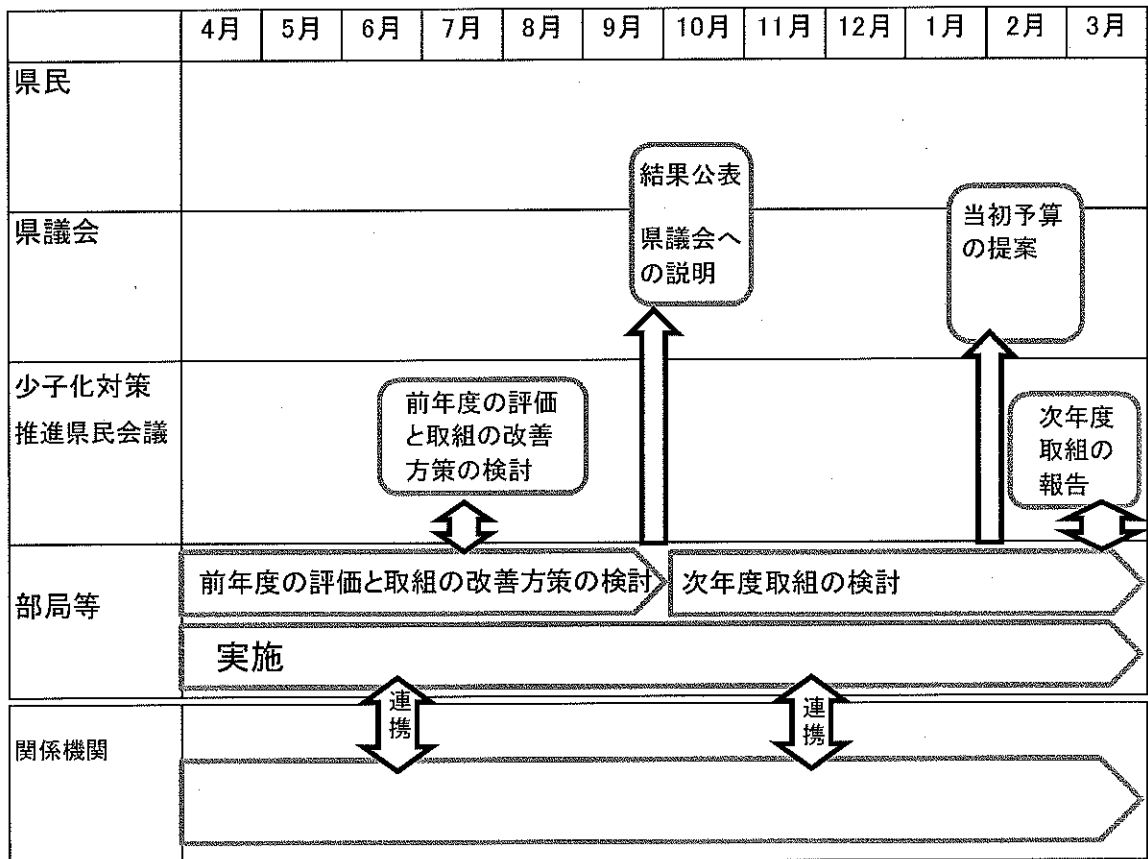 4月 5月 6月 7月 8月 9月 10月 11月 12月 1月 2月 3月
県民
結果公表
県議会
県議会へ
の説明
当初予算
の提案
少子化対策
推進県民会議
前年度の評価
と取組の改善
方策の検討
次年度
取組の
報告
部局等
前年度の評価と取組の改善方策の検討
次年度取組の検討
実施
連携
連携
関係機関